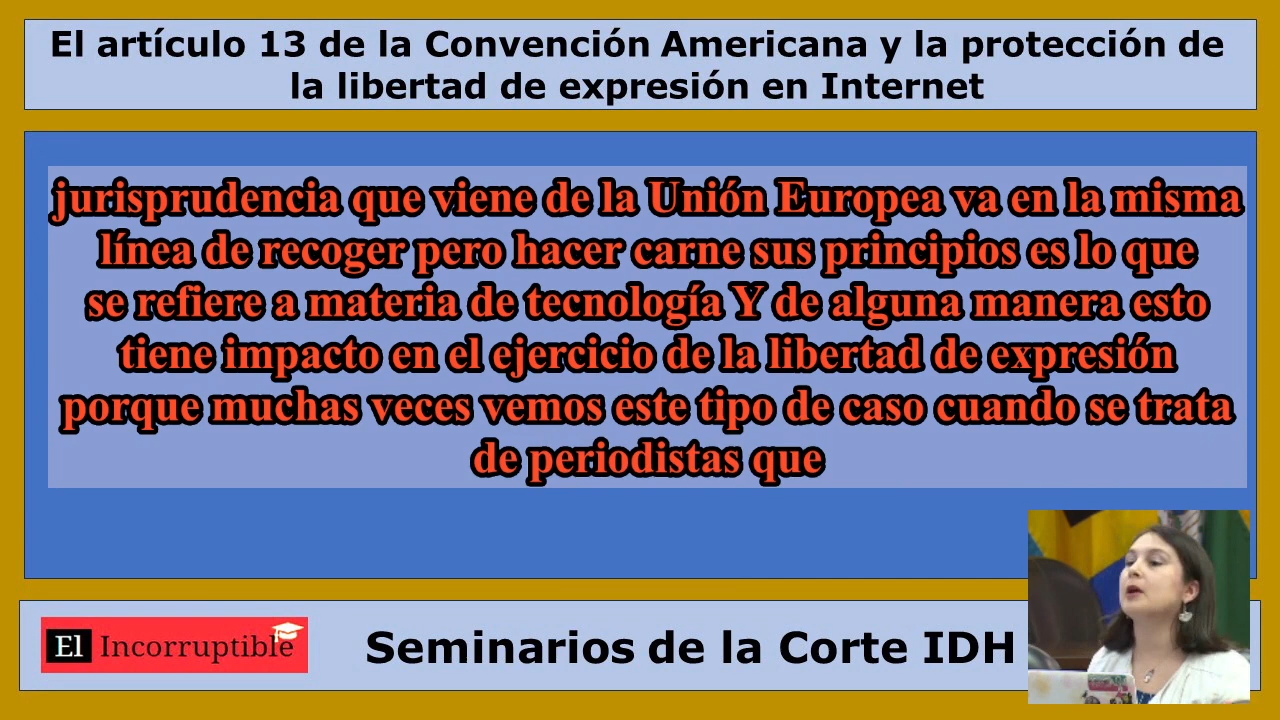 El artículo 13 de la Convención Americana y la protección de
la libertad de expresión en Internet
jurisprudencia que viene de la Unión Europea va en la misma
línea de recoger pero hacer carne sus principios es lo que
se refiere a materia de tecnología Y de alguna manera esto
tiene impacto en el ejercicio de la libertad de expresión
porque muchas veces vemos este tipo de caso cuando se trata
de periodistas que
El Incorruptible
Seminarios de la Corte IDH